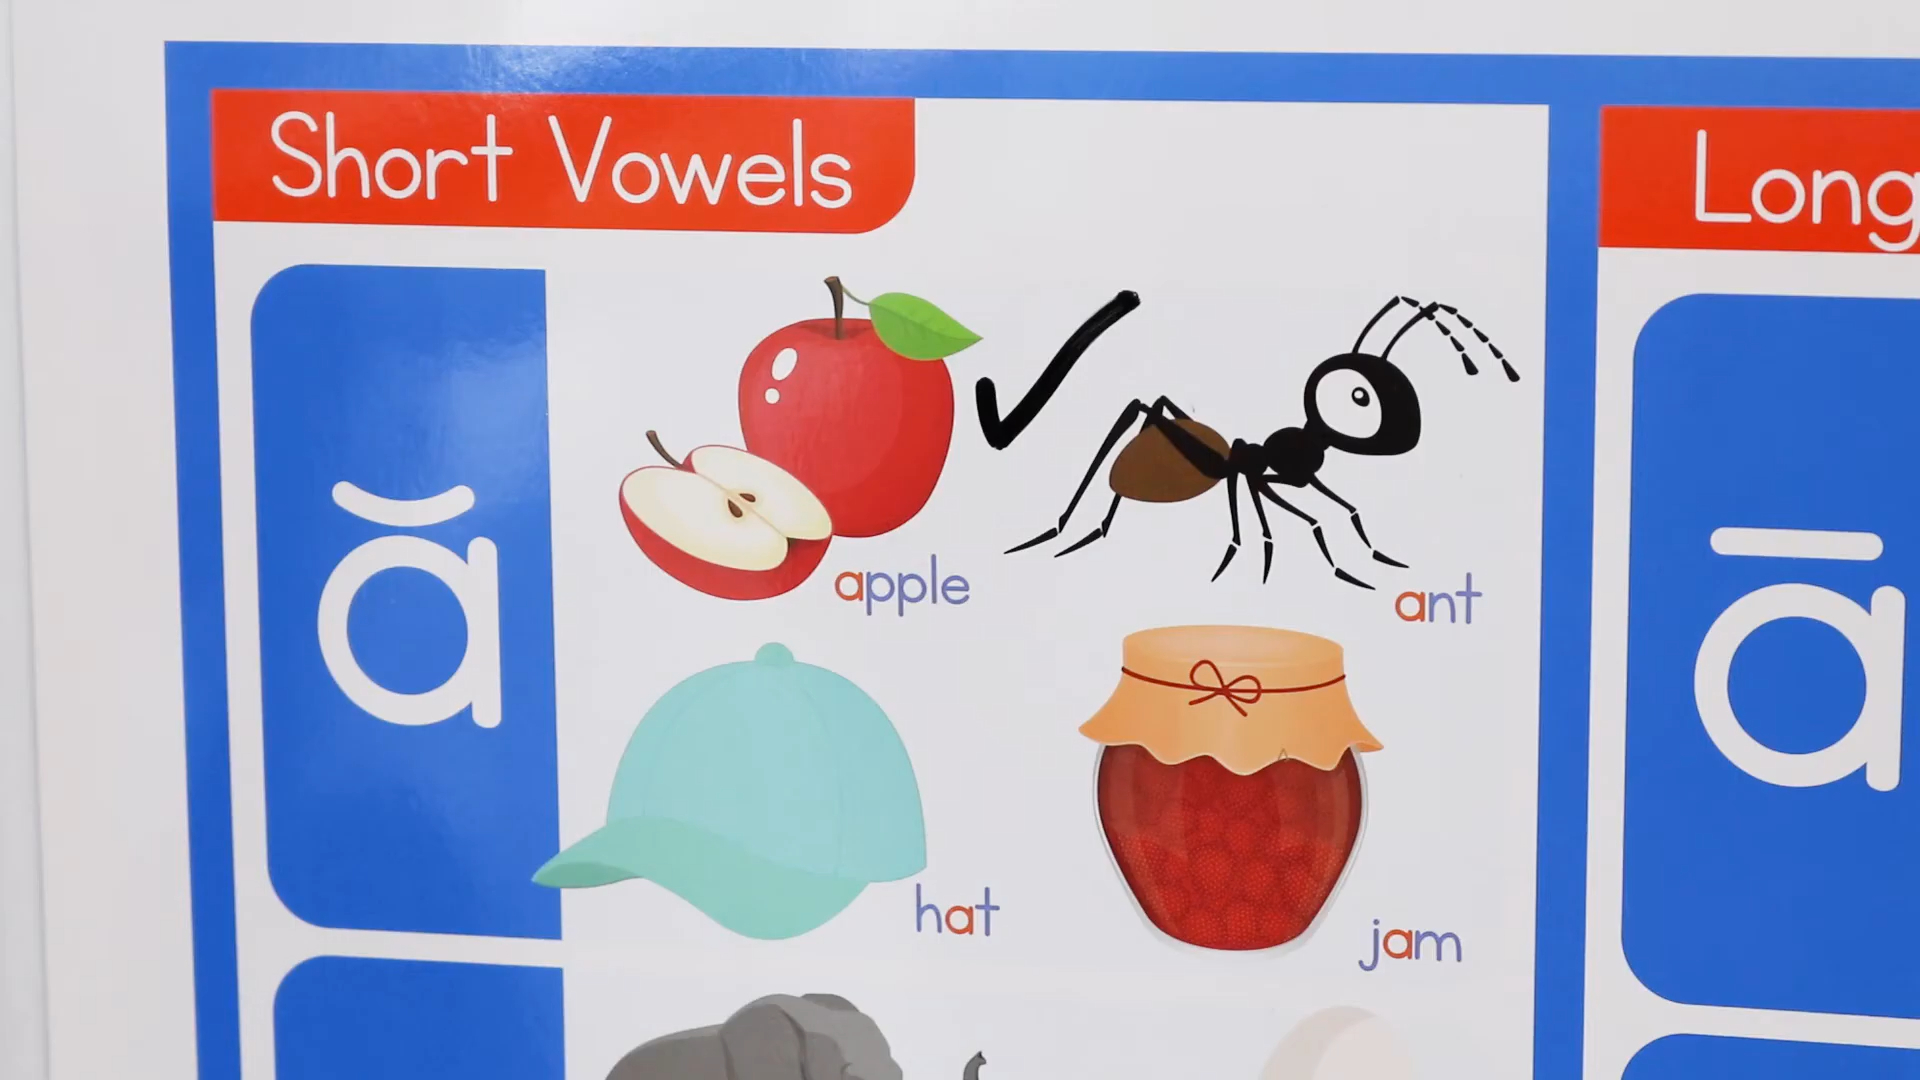 Short Vowels
Long
ă
apple
ant
hat
jam
ā